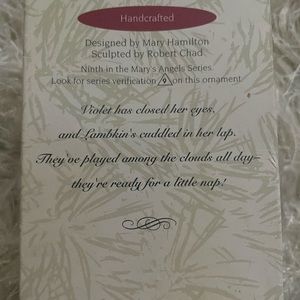 Handcrafted
Designed by Mary Hamilton
Sculpted by Robert Chad
Ninth in the Mary's Angels Series.
Look for series verification 9 on this ornament.
Violet has closed her eyes,
and Lambkin's cuddled in her lap.
They've played among the clouds all day—
they're ready for a little nap!